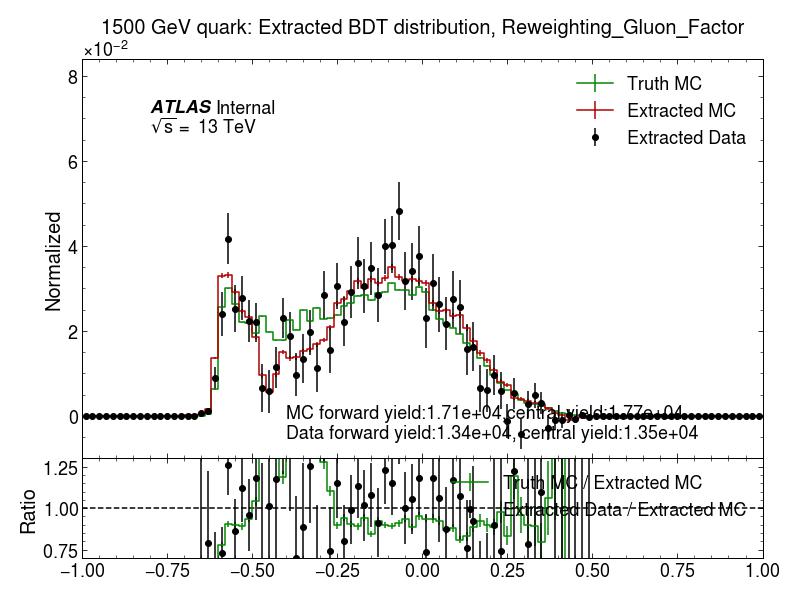 1500 GeV quark: Extracted BDT distribution, Reweighting_Gluon_Factor
×10⁻²
8
6
4
2
0
Normalized
ATLAS Internal
√s = 13 TeV
Truth MC
Extracted MC
Extracted Data
MC forward yield:1.71e+04,central yield:1.77e+04
Data forward yield:1.34e+04, central yield:1.35e+04
1.25
1.00
0.75
Ratio
Truth MC / Extracted MC
Extracted Data / Extracted MC
−1.00 −0.75 −0.50 −0.25 0.00 0.25 0.50 0.75 1.00